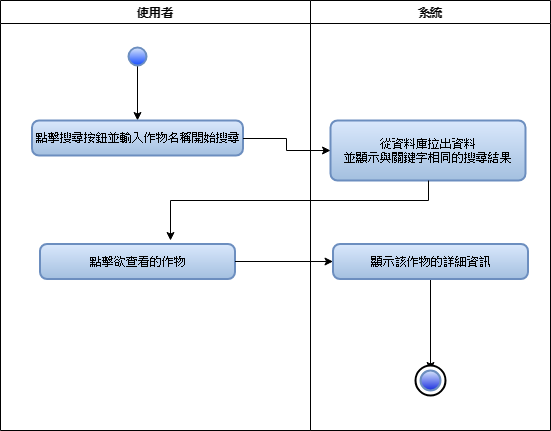 使用者
系統
點擊搜尋按鈕並輸入作物名稱開始搜尋
從資料庫拉出資料
並顯示與關鍵字相同的搜尋結果
點擊欲查看的作物
顯示該作物的詳細資訊